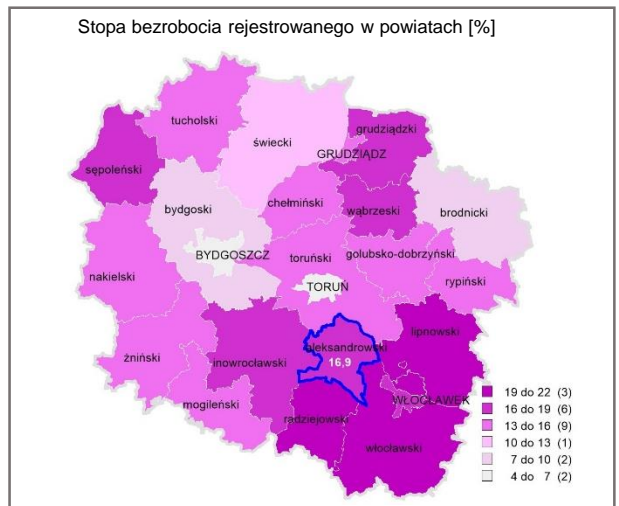 Stopa bezrobocia rejestrowanego w powiatach [%]
tucholski
świecki
grudziądzki
GRUDZIĄDZ
sępoleński
chełmiński
wąbrzeski
bydgoski
brodnicki
BYDGOSZCZ
toruński
golubsko-dobrzyński
nakielski
TORUŃ
rypiński
lipnowski
aleksandrowski
żniński
inowrocławski
16,9
mogileński
WŁOCŁAWEK
radziejowski
włocławski
19 do 22 (3)
16 do 19 (6)
13 do 16 (9)
10 do 13 (1)
7 do 10 (2)
4 do 7 (2)